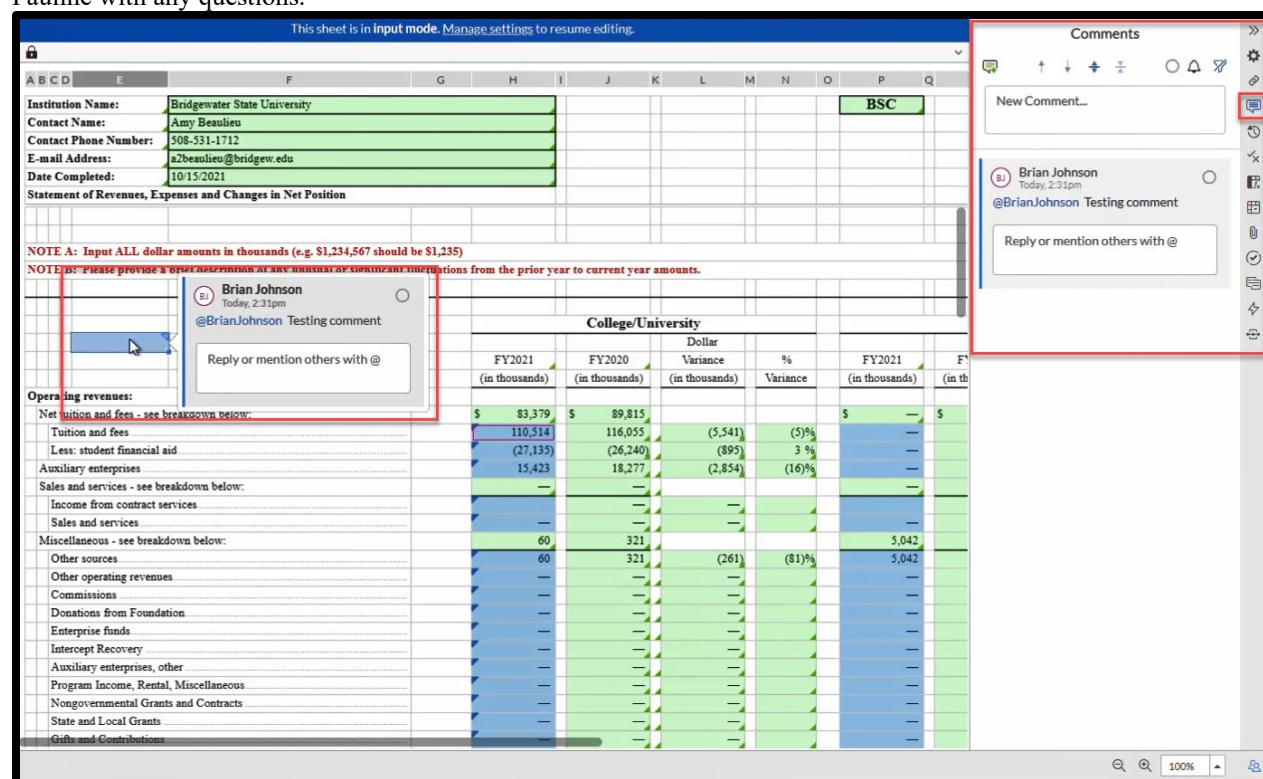 Pauline with any questions.
This sheet is in input mode. Manage settings to resume editing.
A B C D E F G H I J K L M N O P Q
Institution Name: Bridgewater State University BSC
Contact Name: Amy Beaulieu
Contact Phone Number: 508-531-1712
E-mail Address: a2beaulieu@bridgew.edu
Date Completed: 10/15/2021
Statement of Revenues, Expenses and Changes in Net Position
NOTE A: Input ALL dollar amounts in thousands (e.g. $1,234,567 should be $1,235)
NOTE B: Please provide a brief description of any unusual or significant fluctuations from the prior year to current year amounts.
BJ Brian Johnson
Today, 2:31pm
@BrianJohnson Testing comment
Reply or mention others with @
College/University
Dollar
FY2021 FY2020 Variance % FY2021
(in thousands) (in thousands) (in thousands) Variance (in thousands) (in th
Operating revenues:
Net tuition and fees - see breakdown below: $ 83,379 $ 89,815 $ — $
Tuition and fees 110,514 116,055 (5,541) (5)% —
Less: student financial aid (27,135) (26,240) (895) 3 % —
Auxiliary enterprises 15,423 18,277 (2,854) (16)% —
Sales and services - see breakdown below: — — —
Income from contract services — —
Sales and services — — — —
Miscellaneous - see breakdown below: 60 321 5,042
Other sources 60 321 (261) (81)% 5,042
Other operating revenues — — — —
Commissions — — — —
Donations from Foundation — — — —
Enterprise funds — — — —
Intercept Recovery — — — —
Auxiliary enterprises, other — — — —
Program Income, Rental, Miscellaneous — — — —
Nongovernmental Grants and Contracts — — — —
State and Local Grants — — — —
Gifts and Contributions — — — —
Comments
New Comment...
BJ Brian Johnson
Today, 2:31pm
@BrianJohnson Testing comment
Reply or mention others with @
100%